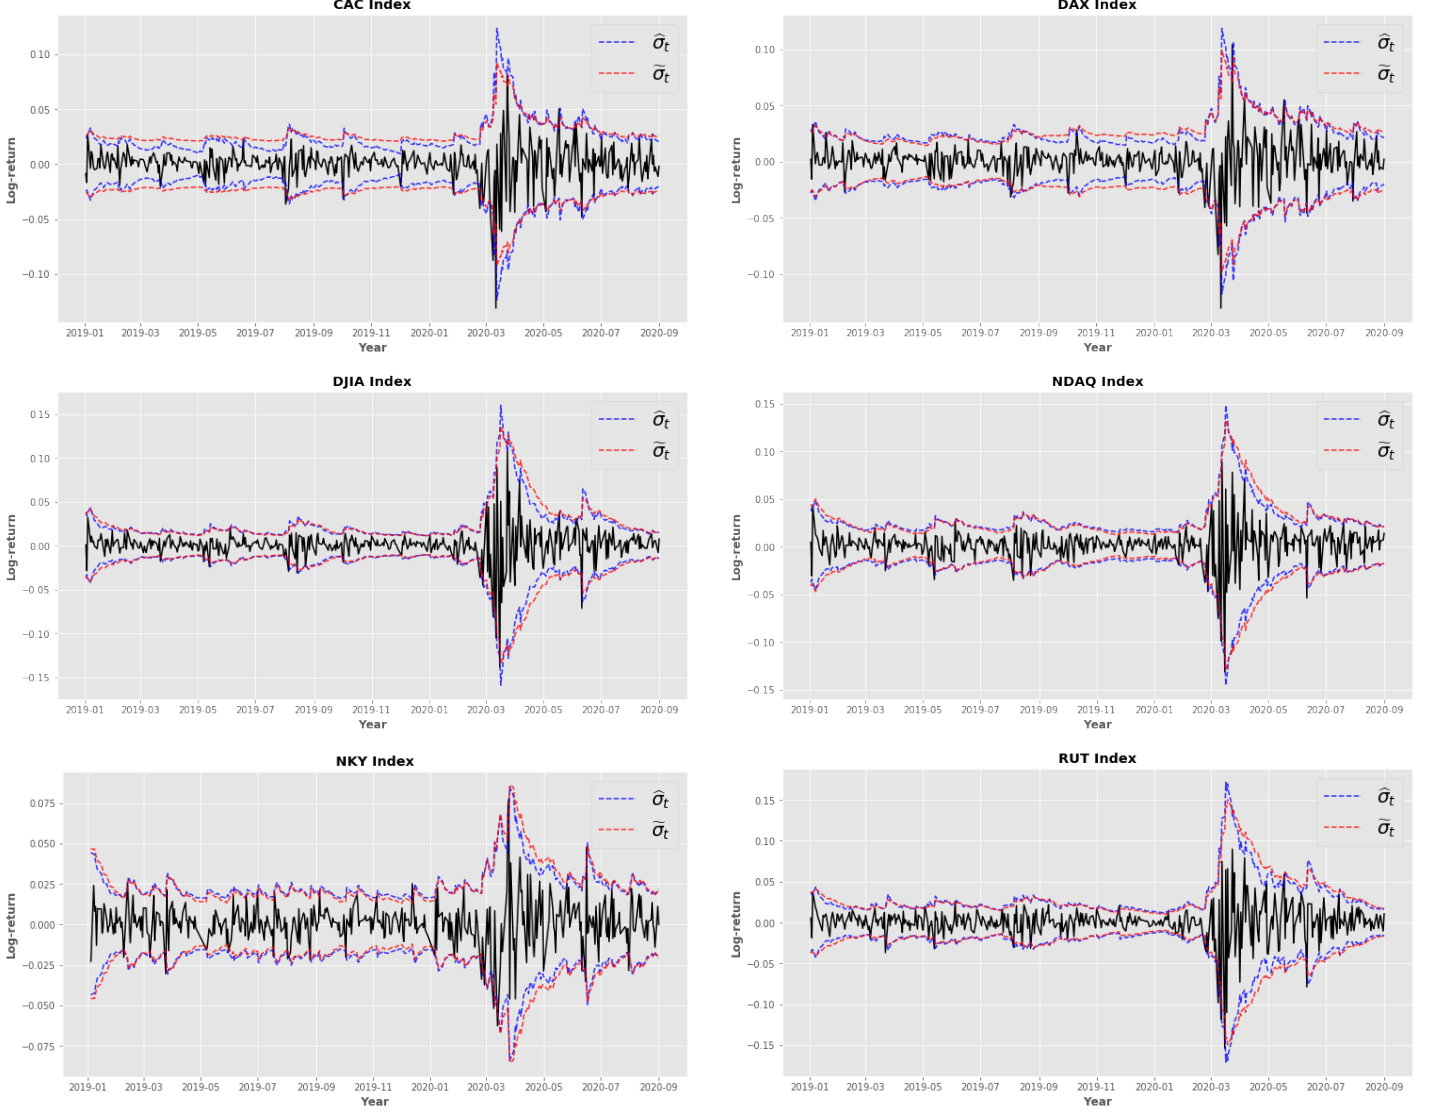 CAC Index
0.10
0.05
0.00
−0.05
−0.10
Log-return
2019-01 2019-03 2019-05 2019-07 2019-09 2019-11 2020-01 2020-03 2020-05 2020-07 2020-09
Year
σ̂t
σ̃t
DAX Index
0.10
0.05
0.00
−0.05
−0.10
Log-return
2019-01 2019-03 2019-05 2019-07 2019-09 2019-11 2020-01 2020-03 2020-05 2020-07 2020-09
Year
σ̂t
σ̃t
DJIA Index
0.15
0.10
0.05
0.00
−0.05
−0.10
−0.15
Log-return
2019-01 2019-03 2019-05 2019-07 2019-09 2019-11 2020-01 2020-03 2020-05 2020-07 2020-09
Year
σ̂t
σ̃t
NDAQ Index
0.15
0.10
0.05
0.00
−0.05
−0.10
−0.15
Log-return
2019-01 2019-03 2019-05 2019-07 2019-09 2019-11 2020-01 2020-03 2020-05 2020-07 2020-09
Year
σ̂t
σ̃t
NKY Index
0.075
0.050
0.025
0.000
−0.025
−0.050
−0.075
Log-return
2019-01 2019-03 2019-05 2019-07 2019-09 2019-11 2020-01 2020-03 2020-05 2020-07 2020-09
Year
σ̂t
σ̃t
RUT Index
0.15
0.10
0.05
0.00
−0.05
−0.10
−0.15
Log-return
2019-01 2019-03 2019-05 2019-07 2019-09 2019-11 2020-01 2020-03 2020-05 2020-07 2020-09
Year
σ̂t
σ̃t